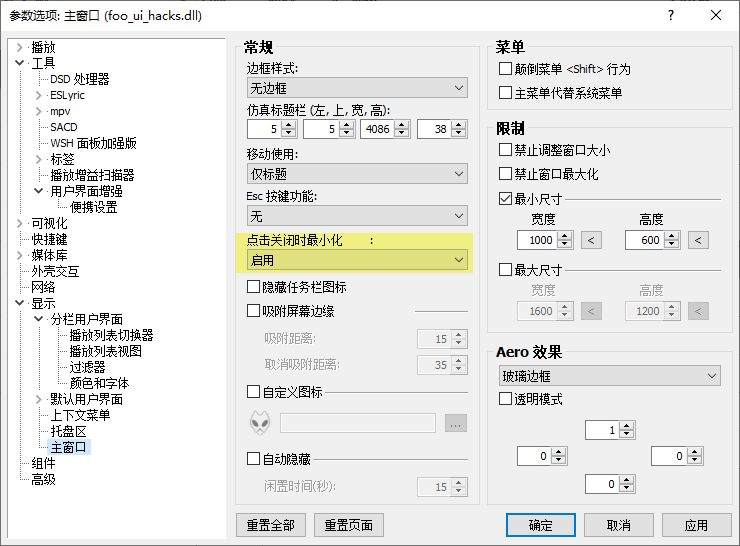 参数选项: 主窗口 (foo_ui_hacks.dll)
播放
工具
DSD 处理器
ESLyric
mpv
SACD
WSH 面板加强版
标签
播放增益扫描器
用户界面增强
便携设置
可视化
快捷键
媒体库
外壳交互
网络
显示
分栏用户界面
播放列表切换器
播放列表视图
过滤器
颜色和字体
默认用户界面
上下文菜单
托盘区
主窗口
组件
高级
常规
边框样式:
无边框
仿真标题栏 (左, 上, 宽, 高):
5 5 4086 38
移动使用:
仅标题
Esc 按键功能:
无
点击关闭时最小化 :
启用
隐藏任务栏图标
吸附屏幕边缘
吸附距离: 15
取消吸附距离: 35
自定义图标
...
自动隐藏
闲置时间(秒): 15
菜单
颠倒菜单 <Shift> 行为
主菜单代替系统菜单
限制
禁止调整窗口大小
禁止窗口最大化
最小尺寸
宽度 高度
1000 < 600 <
最大尺寸
宽度 高度
1600 < 1200 <
Aero 效果
玻璃边框
透明模式
1
0 0
0
重置全部 重置页面 确定 取消 应用